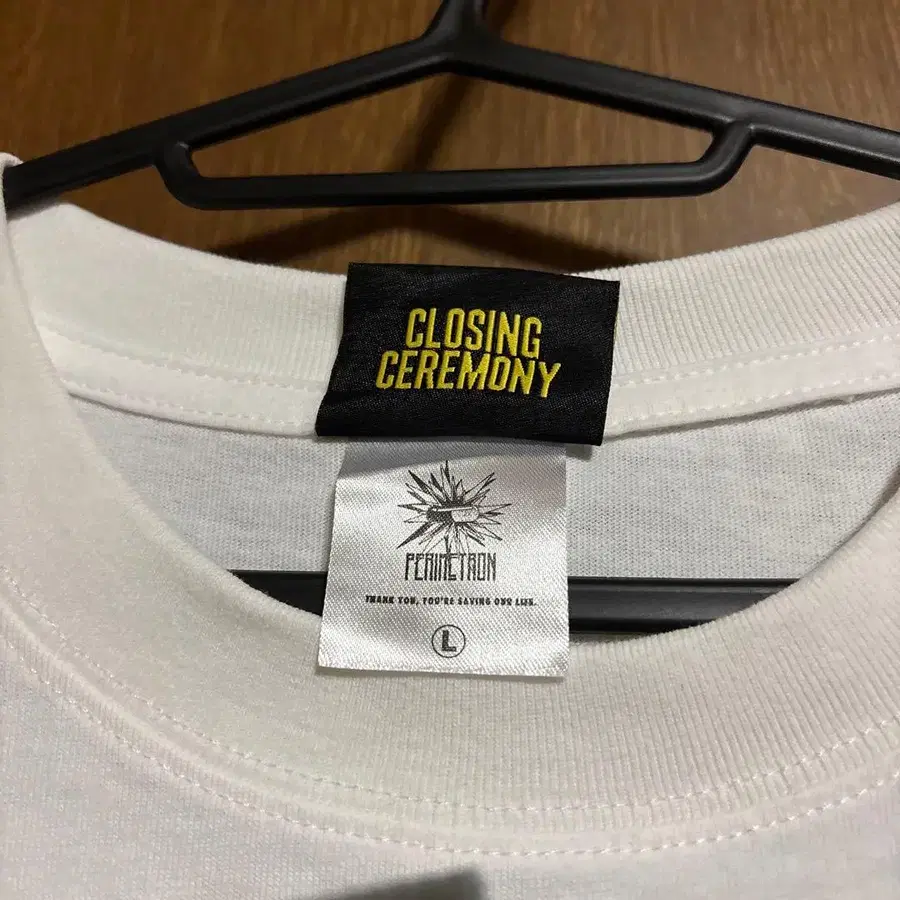 CLOSING
CEREMONY
PERIMETRON
THANK YOU, YOU'RE SAVING OUR LIFE.
L